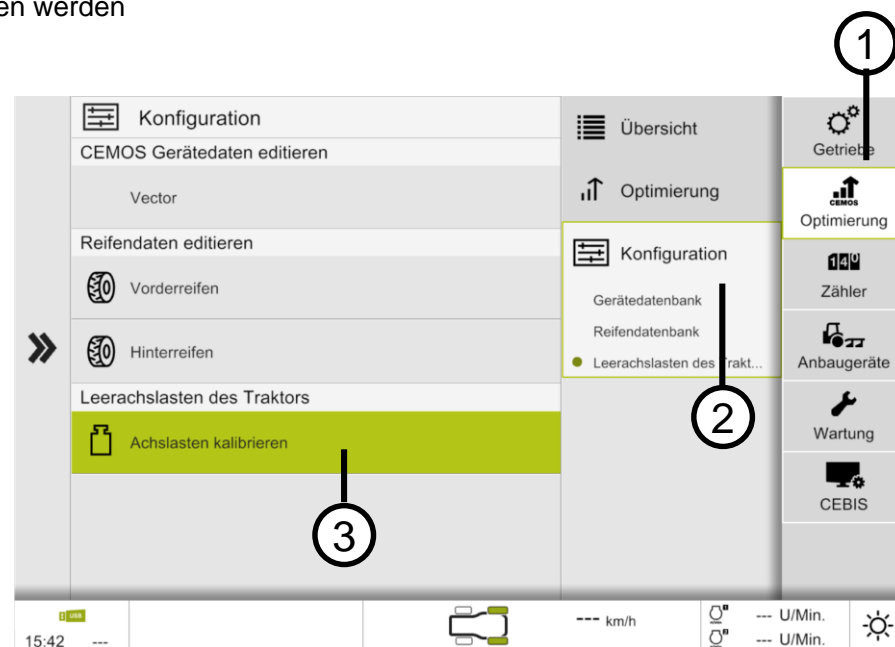 en werden
1
Konfiguration
CEMOS Gerätedaten editieren
Vector
Reifendaten editieren
Vorderreifen
Hinterreifen
Leerachslasten des Traktors
Achslasten kalibrieren
3
Übersicht
Optimierung
Konfiguration
Gerätedatenbank
Reifendatenbank
Leerachslasten des Trakt...
2
Getriebe
CEMOS
Optimierung
140
Zähler
Anbaugeräte
Wartung
CEBIS
USB
15:42 ---
--- km/h
--- U/Min.
--- U/Min.